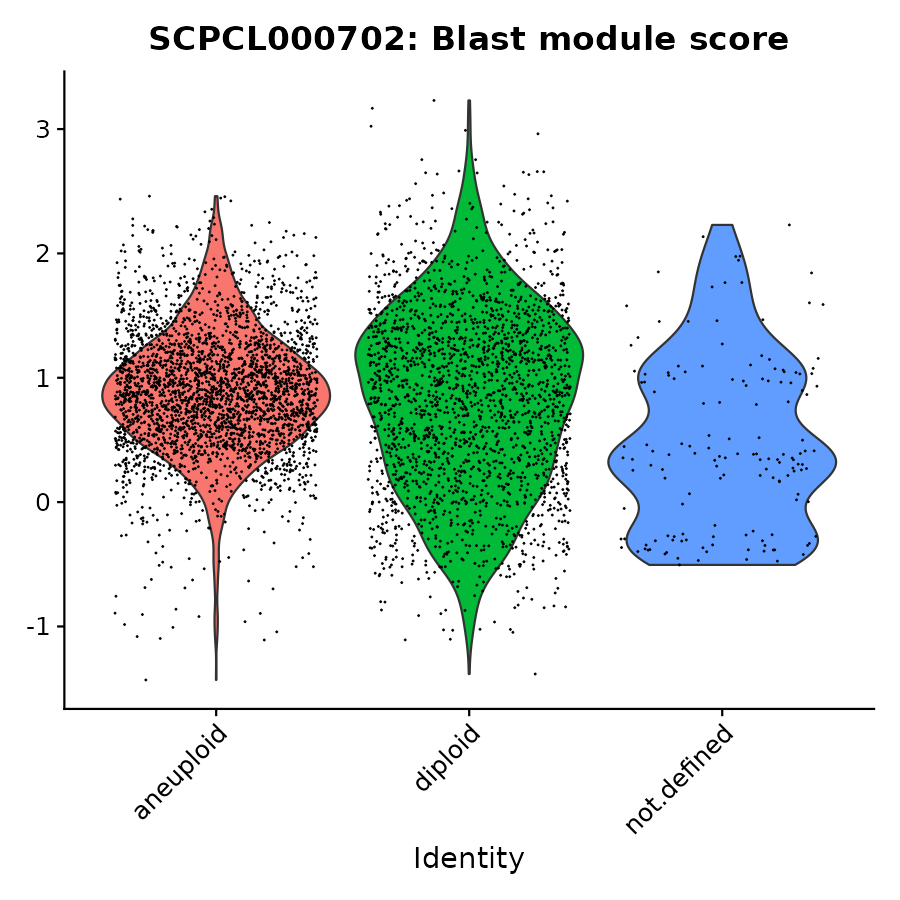 SCPCL000702: Blast module score
3
2
1
0
-1
aneuploid
diploid
not.defined
Identity